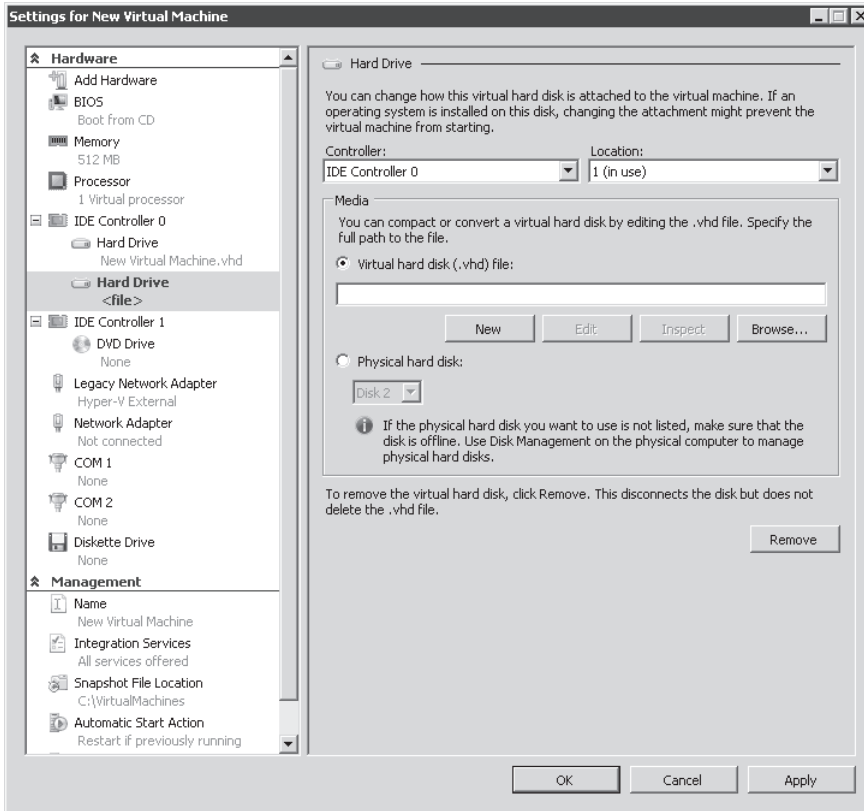 Settings for New Virtual Machine
Hardware
Add Hardware
BIOS
Boot from CD
Memory
512 MB
Processor
1 Virtual processor
IDE Controller 0
Hard Drive
New Virtual Machine.vhd
Hard Drive
<file>
IDE Controller 1
DVD Drive
None
Legacy Network Adapter
Hyper-V External
Network Adapter
Not connected
COM 1
None
COM 2
None
Diskette Drive
None
Management
Name
New Virtual Machine
Integration Services
All services offered
Snapshot File Location
C:\VirtualMachines
Automatic Start Action
Restart if previously running
Hard Drive
You can change how this virtual hard disk is attached to the virtual machine. If an
operating system is installed on this disk, changing the attachment might prevent the
virtual machine from starting.
Controller: Location:
IDE Controller 0 1 (in use)
Media
You can compact or convert a virtual hard disk by editing the .vhd file. Specify the
full path to the file.
Virtual hard disk (.vhd) file:
New Edit Inspect Browse...
Physical hard disk:
Disk 2
If the physical hard disk you want to use is not listed, make sure that the
disk is offline. Use Disk Management on the physical computer to manage
physical hard disks.
To remove the virtual hard disk, click Remove. This disconnects the disk but does not
delete the .vhd file.
Remove
OK Cancel Apply